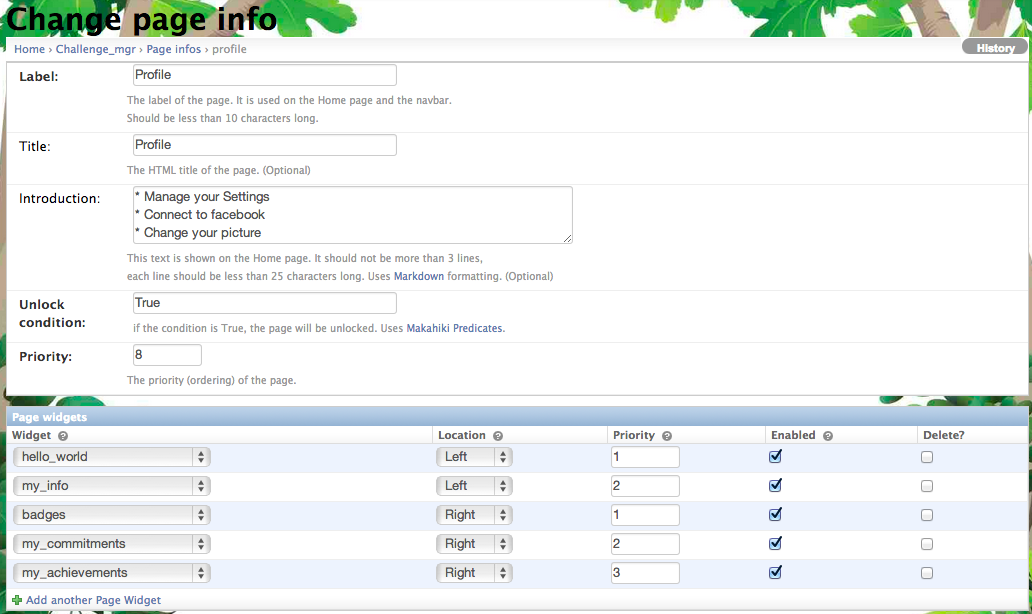 Change page info
Home › Challenge_mgr › Page infos › profile
History
Label:
Profile
The label of the page. It is used on the Home page and the navbar.
Should be less than 10 characters long.
Title:
Profile
The HTML title of the page. (Optional)
Introduction:
* Manage your Settings
* Connect to facebook
* Change your picture
This text is shown on the Home page. It should not be more than 3 lines,
each line should be less than 25 characters long. Uses Markdown formatting. (Optional)
Unlock
condition:
True
if the condition is True, the page will be unlocked. Uses Makahiki Predicates.
Priority:
8
The priority (ordering) of the page.
Page widgets
Widget ? Location ? Priority ? Enabled ? Delete?
hello_world Left 1
my_info Left 2
badges Right 1
my_commitments Right 2
my_achievements Right 3
Add another Page Widget